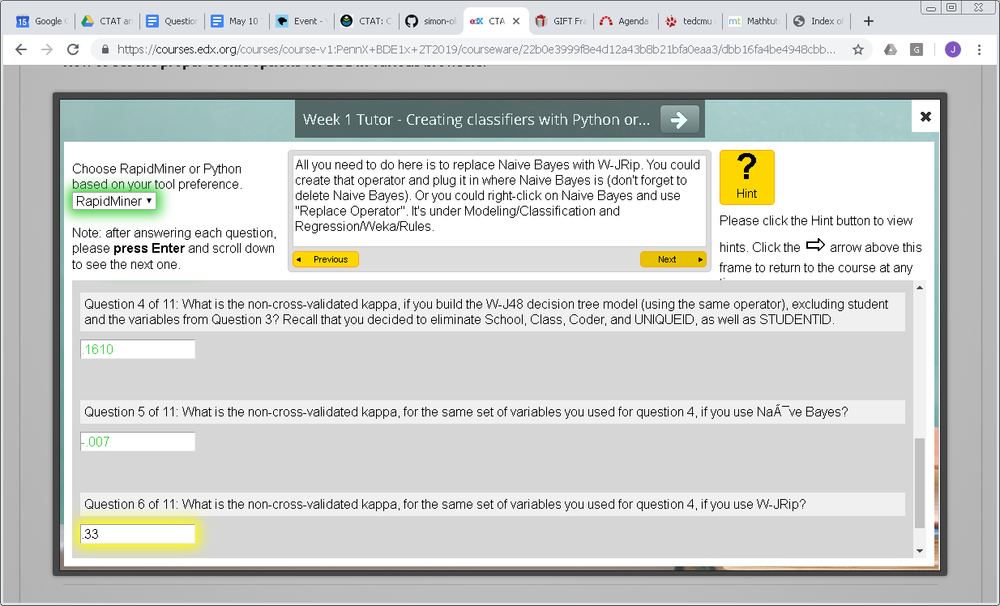 Google C
CTAT an
Question
May 10 T
Event -
CTAT: C
simon-ol
edX CTA
GIFT Fra
Agenda
tedcmu
mt Mathtut
Index of
https://courses.edx.org/courses/course-v1:PennX+BDE1x+2T2019/courseware/22b0e3999f8e4d12a43b8b21bfa0eaa3/dbb16fa4be4948cbb...
G
J
Week 1 Tutor - Creating classifiers with Python or...
Choose RapidMiner or Python
based on your tool preference.
RapidMiner
Note: after answering each question,
please press Enter and scroll down
to see the next one.
All you need to do here is to replace Naive Bayes with W-JRip. You could
create that operator and plug it in where Naive Bayes is (don't forget to
delete Naive Bayes). Or you could right-click on Naive Bayes and use
"Replace Operator". It's under Modeling/Classification and
Regression/Weka/Rules.
Previous
Next
?
Hint
Please click the Hint button to view
hints. Click the ⇨ arrow above this
frame to return to the course at any
Question 4 of 11: What is the non-cross-validated kappa, if you build the W-J48 decision tree model (using the same operator), excluding student
and the variables from Question 3? Recall that you decided to eliminate School, Class, Coder, and UNIQUEID, as well as STUDENTID.
.1610
Question 5 of 11: What is the non-cross-validated kappa, for the same set of variables you used for question 4, if you use NaÃ¯ve Bayes?
-.007
Question 6 of 11: What is the non-cross-validated kappa, for the same set of variables you used for question 4, if you use W-JRip?
.33